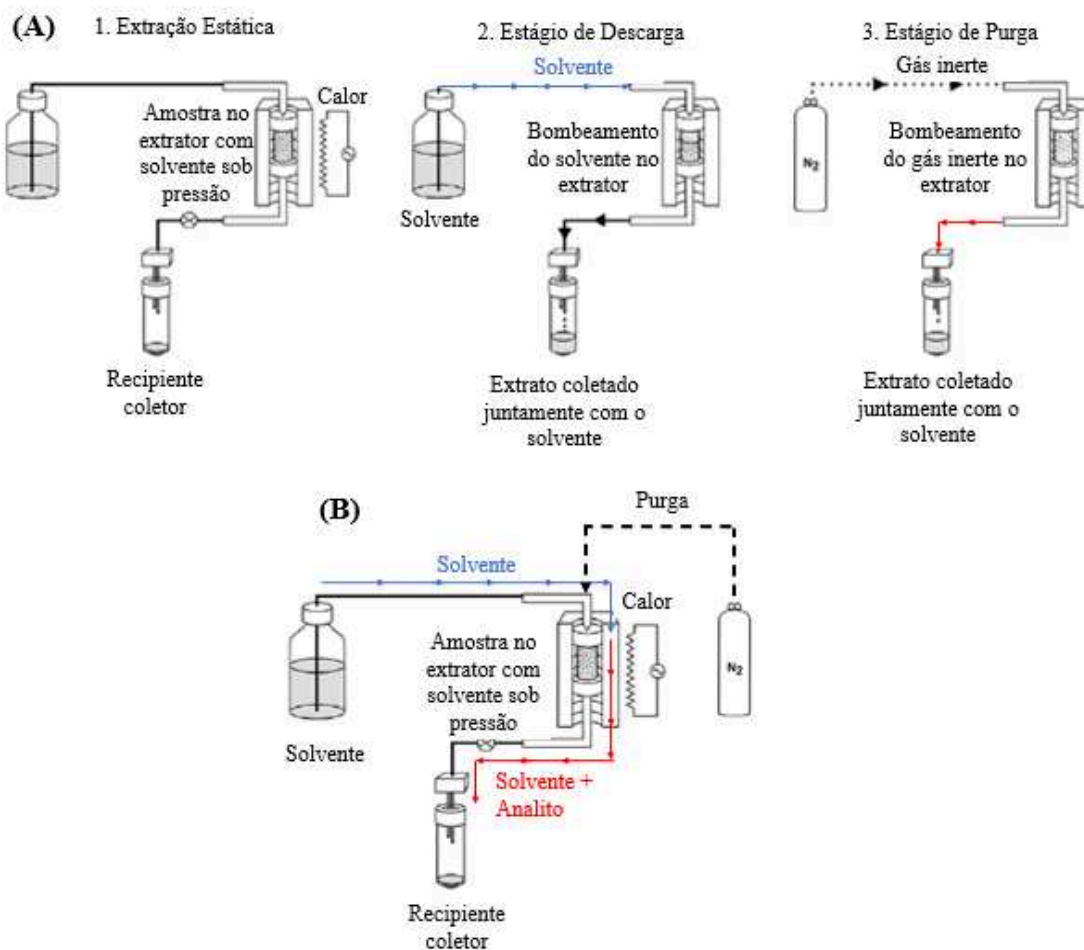 (A)
1. Extração Estática
Calor
Amostra no
extrator com
solvente sob
pressão
Recipiente
coletor
2. Estágio de Descarga
Solvente
Bombeamento
do solvente no
extrator
Solvente
Extrato coletado
juntamente com o
solvente
3. Estágio de Purga
Gás inerte
Bombeamento
do gás inerte no
extrator
N2
Extrato coletado
juntamente com o
solvente
(B)
Purga
Solvente
Calor
Amostra no
extrator com
solvente sob
pressão
N2
Solvente
Solvente +
Analito
Recipiente
coletor